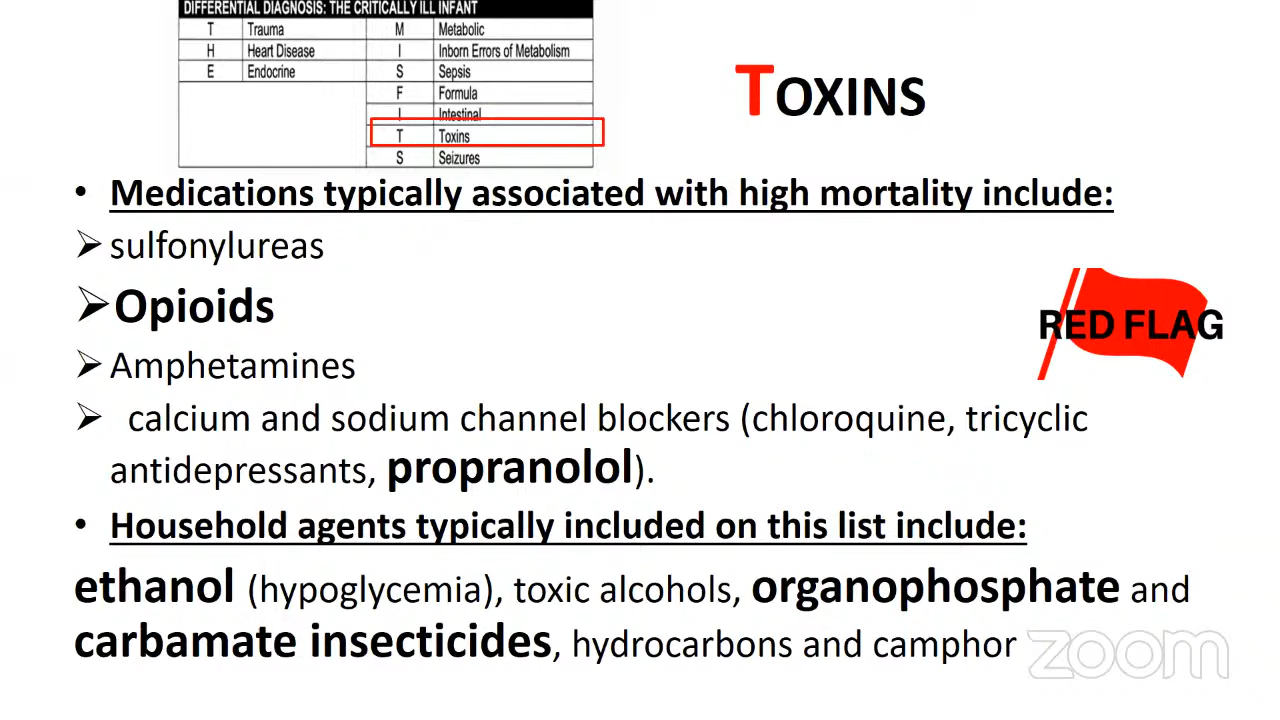 DIFFERENTIAL DIAGNOSIS: THE CRITICALLY ILL INFANT
T Trauma M Metabolic
H Heart Disease I Inborn Errors of Metabolism
E Endocrine S Sepsis
F Formula
I Intestinal
T Toxins
S Seizures
TOXINS
• Medications typically associated with high mortality include:
➢ sulfonylureas
➢ Opioids
➢ Amphetamines
➢ calcium and sodium channel blockers (chloroquine, tricyclic
antidepressants, propranolol).
RED FLAG
• Household agents typically included on this list include:
ethanol (hypoglycemia), toxic alcohols, organophosphate and
carbamate insecticides, hydrocarbons and camphor
zoom